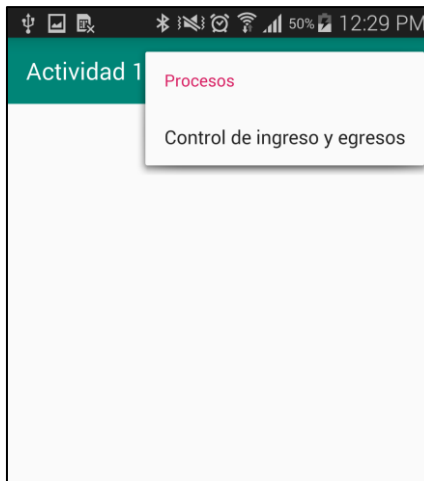 50% 12:29 PM
Actividad 1
Procesos
Control de ingreso y egresos